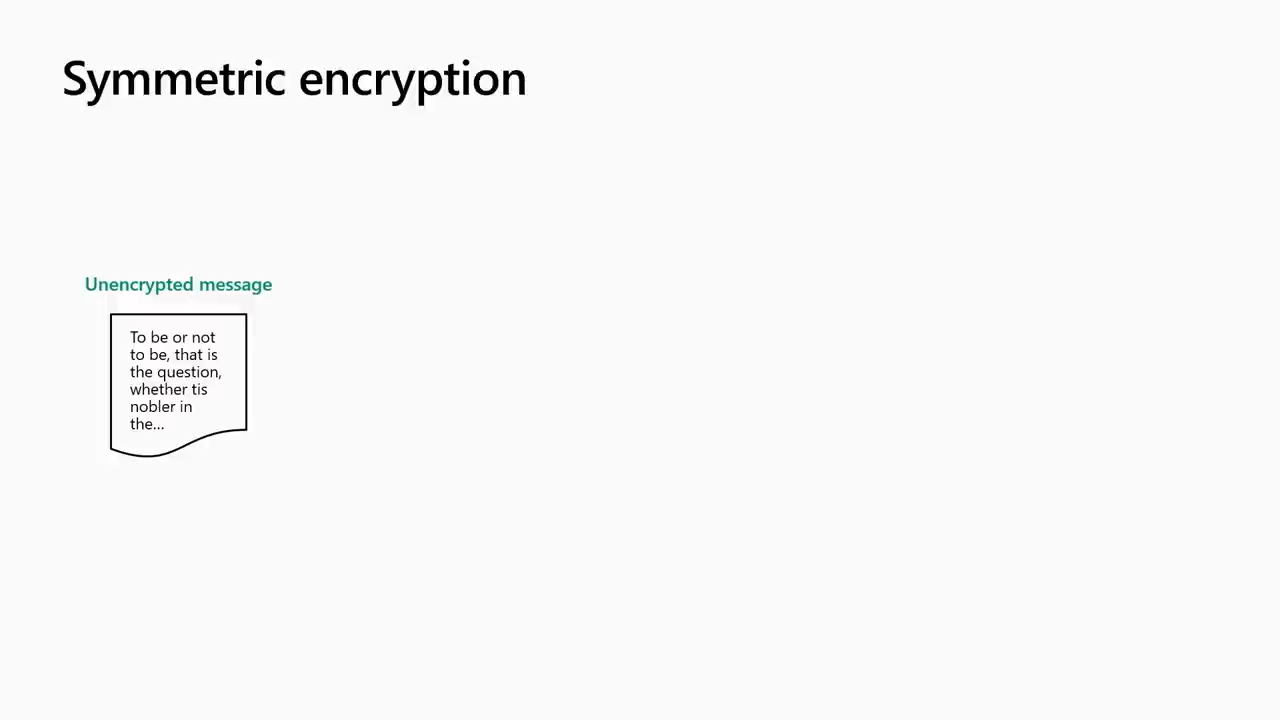 Symmetric encryption
Unencrypted message
To be or not
to be, that is
the question,
whether tis
nobler in
the...